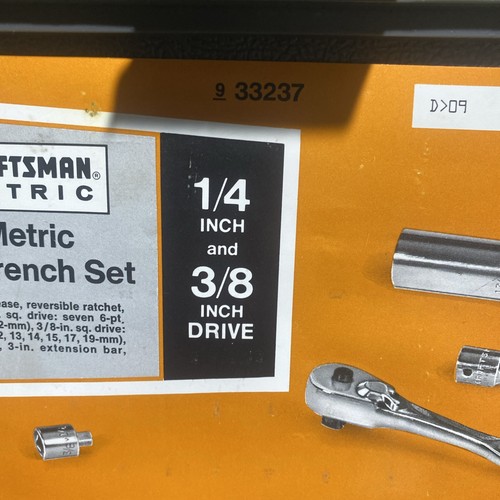 9 33237
D>09
FTSMAN®
TRIC
Metric
rench Set
ease, reversible ratchet,
sq. drive: seven 6-pt,
2-mm), 3/8-in. sq. drive:
2, 13, 14, 15, 17, 19-mm),
, 3-in. extension bar,
1/4
INCH
and
3/8
INCH
DRIVE